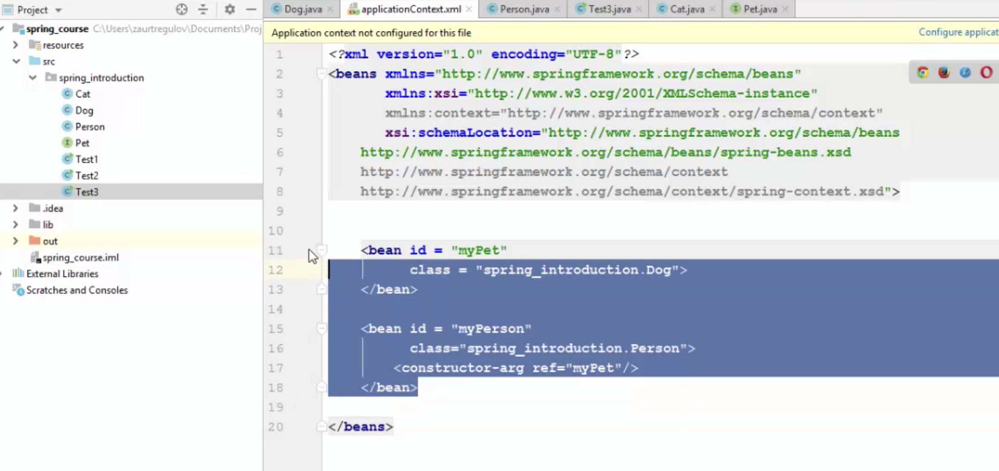 Project
Dog.java
applicationContext.xml
Person.java
Test3.java
Cat.java
Pet.java
spring_course C:\Users\zaurtregulov\Documents\Proj
resources
src
spring_introduction
Cat
Dog
Person
Pet
Test1
Test2
Test3
.idea
lib
out
spring_course.iml
External Libraries
Scratches and Consoles
Application context not configured for this file
Configure applicat
1 <?xml version="1.0" encoding="UTF-8"?>
2 <beans xmlns="http://www.springframework.org/schema/beans"
3 xmlns:xsi="http://www.w3.org/2001/XMLSchema-instance"
4 xmlns:context="http://www.springframework.org/schema/context"
5 xsi:schemaLocation="http://www.springframework.org/schema/beans
6 http://www.springframework.org/schema/beans/spring-beans.xsd
7 http://www.springframework.org/schema/context
8 http://www.springframework.org/schema/context/spring-context.xsd">
9
10
11 <bean id = "myPet"
12 class = "spring_introduction.Dog">
13 </bean>
14
15 <bean id = "myPerson"
16 class="spring_introduction.Person">
17 <constructor-arg ref="myPet"/>
18 </bean>
19
20 </beans>